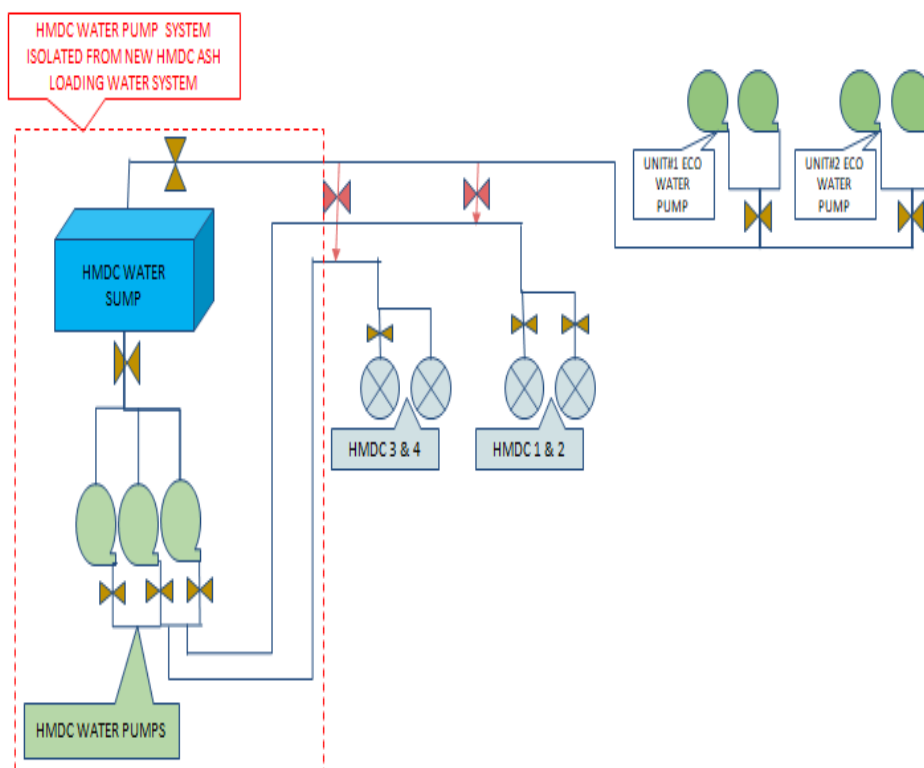 HMDC WATER PUMP SYSTEM
ISOLATED FROM NEW HMDC ASH
LOADING WATER SYSTEM
UNIT#1 ECO
WATER
PUMP
UNIT#2 ECO
WATER
PUMP
HMDC WATER
SUMP
HMDC 3 & 4
HMDC 1 & 2
HMDC WATER PUMPS